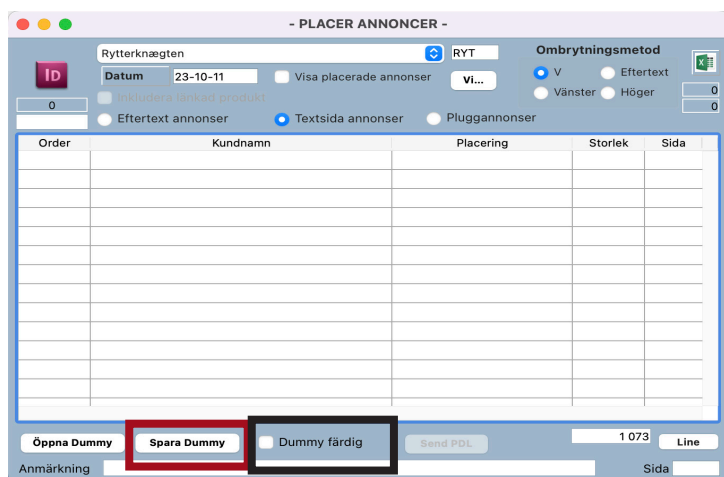 - PLACER ANNONCER -
Rytterknægten
RYT
Ombrytningsmetod
ID
Datum
23-10-11
Visa placerade annonser
Vi...
V
Eftertext
Inkludera länkad produkt
Vänster
Höger
0
0
0
Eftertext annonser
Textsida annonser
Pluggannonser
Order
Kundnamn
Placering
Storlek
Sida
Öppna Dummy
Spara Dummy
Dummy färdig
Send PDL
1 073
Line
Anmärkning
Sida